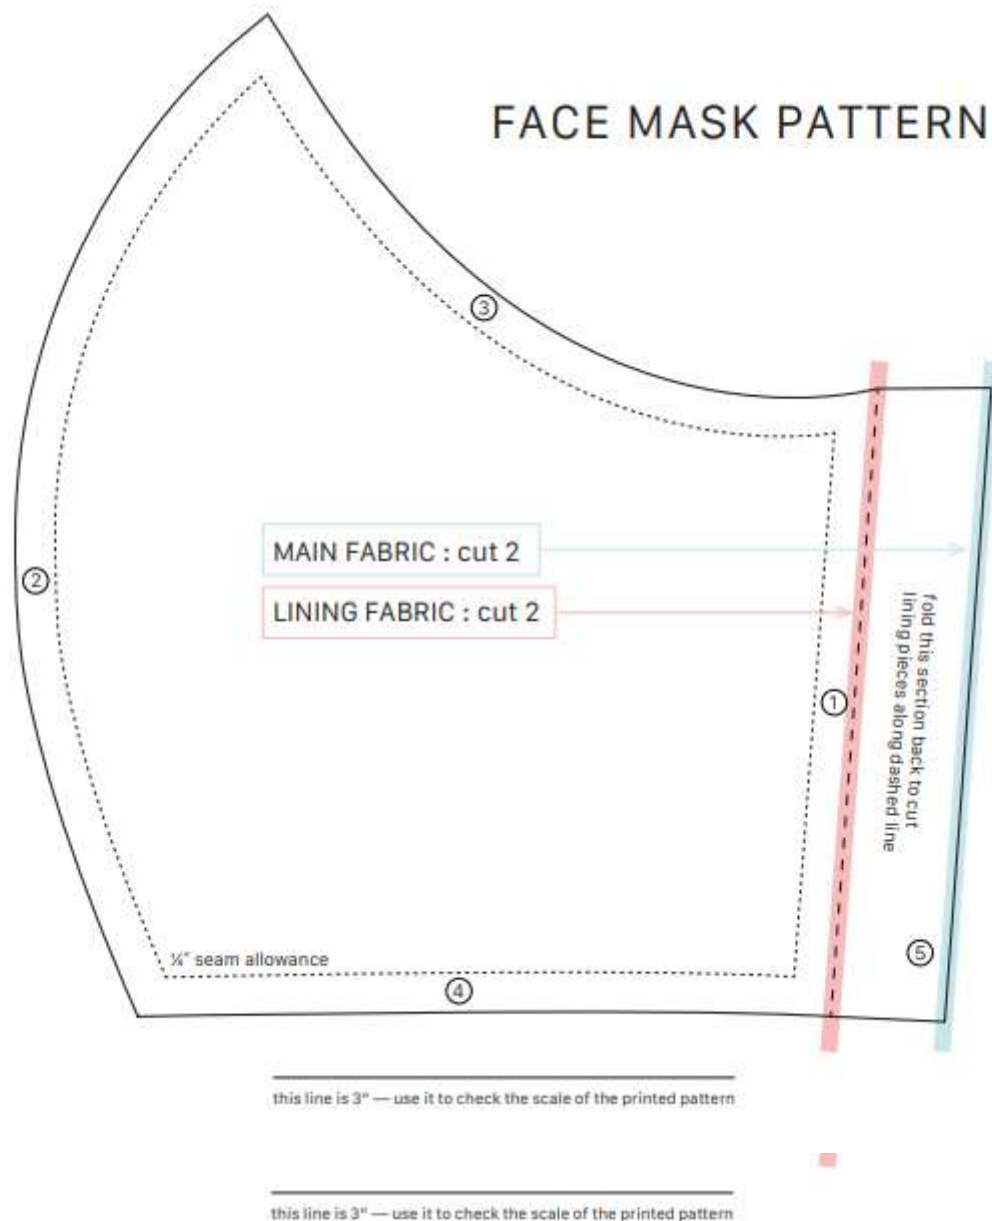 FACE MASK PATTERN
③
MAIN FABRIC : cut 2
②
LINING FABRIC : cut 2
fold this section back to cut
lining pieces along dashed line
①
⑤
¼" seam allowance
④
this line is 3" — use it to check the scale of the printed pattern
this line is 3" — use it to check the scale of the printed pattern